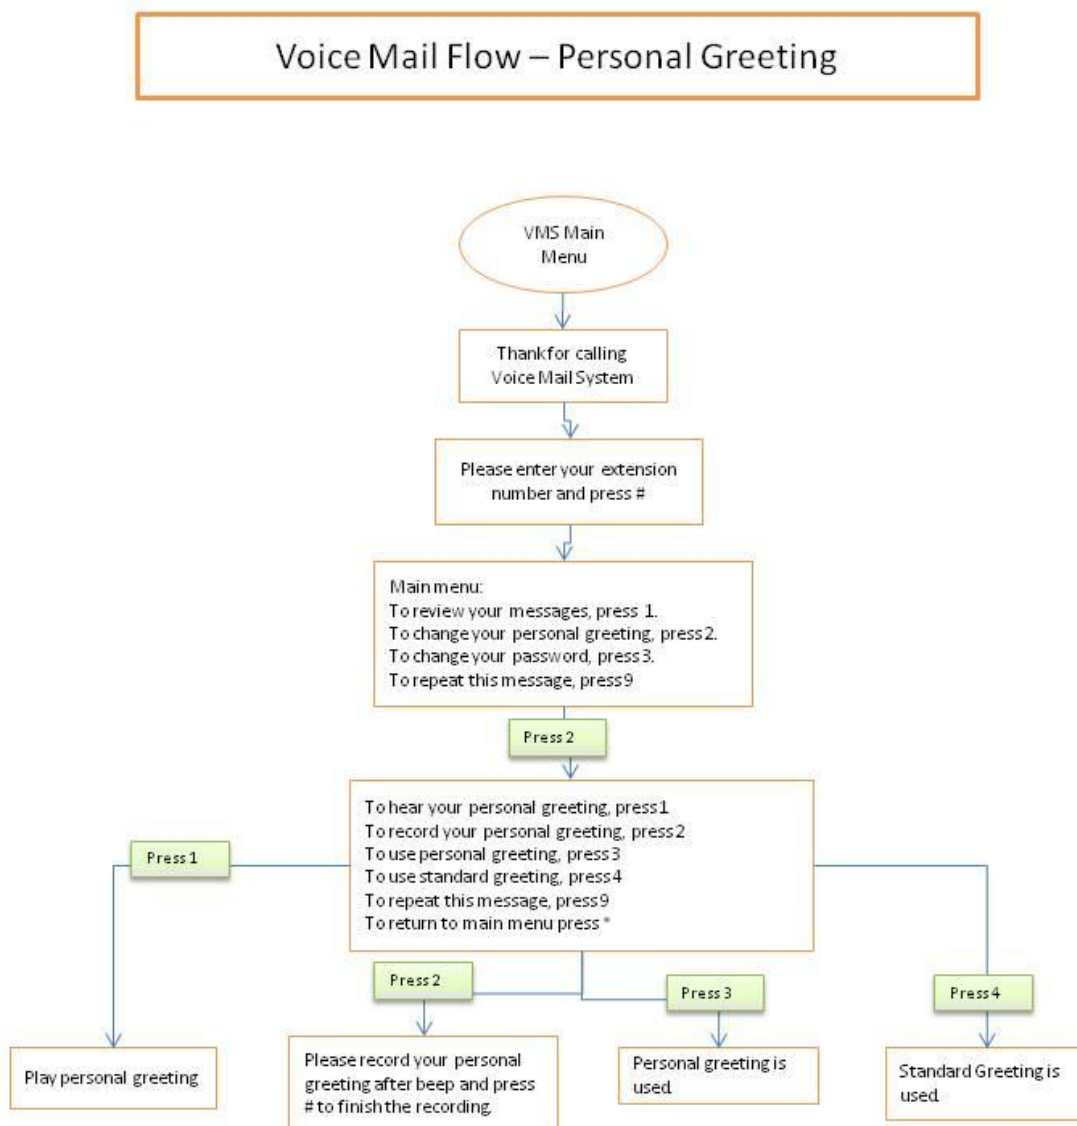 Voice Mail Flow – Personal Greeting
VMS Main
Menu
Thank for calling
Voice Mail System
Please enter your extension
number and press #
Main menu:
To review your messages, press 1.
To change your personal greeting, press 2.
To change your password, press 3.
To repeat this message, press 9
Press 2
To hear your personal greeting, press 1
To record your personal greeting, press 2
To use personal greeting, press 3
To use standard greeting, press 4
To repeat this message, press 9
To return to main menu press *
Press 1
Press 2
Press 3
Press 4
Play personal greeting
Please record your personal
greeting after beep and press
# to finish the recording.
Personal greeting is
used.
Standard Greeting is
used.